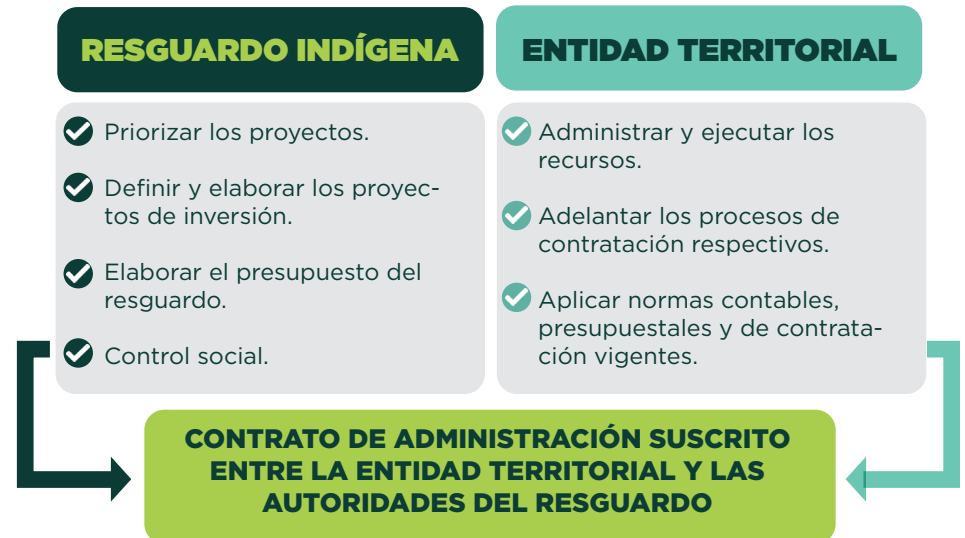 RESGUARDO INDÍGENA
Priorizar los proyectos.
Definir y elaborar los proyec-
tos de inversión.
Elaborar el presupuesto del
resguardo.
Control social.
ENTIDAD TERRITORIAL
Administrar y ejecutar los
recursos.
Adelantar los procesos de
contratación respectivos.
Aplicar normas contables,
presupuestales y de contrata-
ción vigentes.
CONTRATO DE ADMINISTRACIÓN SUSCRITO
ENTRE LA ENTIDAD TERRITORIAL Y LAS
AUTORIDADES DEL RESGUARDO